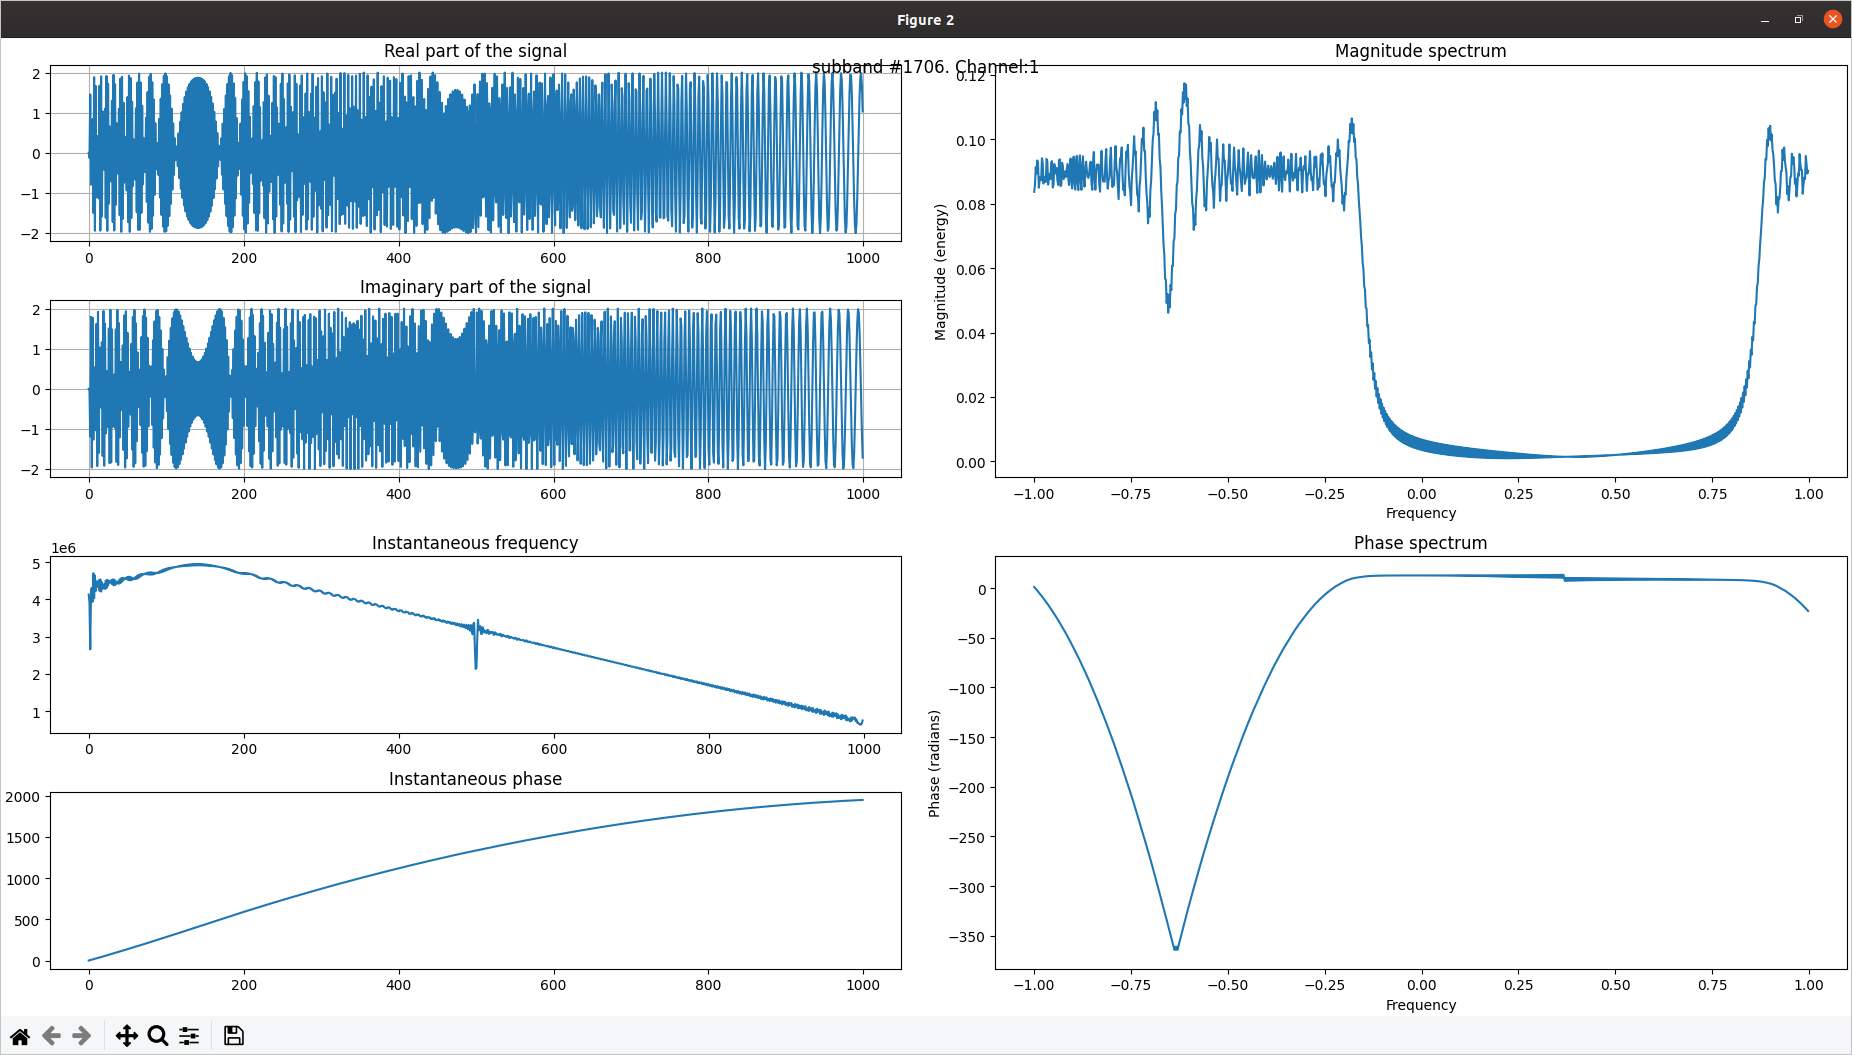 Figure 2
subband #1706. Channel:1
Real part of the signal
2
1
0
−1
−2
0 200 400 600 800 1000
Imaginary part of the signal
2
1
0
−1
−2
0 200 400 600 800 1000
Instantaneous frequency
1e6
5
4
3
2
1
0 200 400 600 800 1000
Instantaneous phase
2000
1500
1000
500
0
0 200 400 600 800 1000
Magnitude spectrum
Magnitude (energy)
0.12
0.10
0.08
0.06
0.04
0.02
0.00
−1.00 −0.75 −0.50 −0.25 0.00 0.25 0.50 0.75 1.00
Frequency
Phase spectrum
Phase (radians)
0
−50
−100
−150
−200
−250
−300
−350
−1.00 −0.75 −0.50 −0.25 0.00 0.25 0.50 0.75 1.00
Frequency